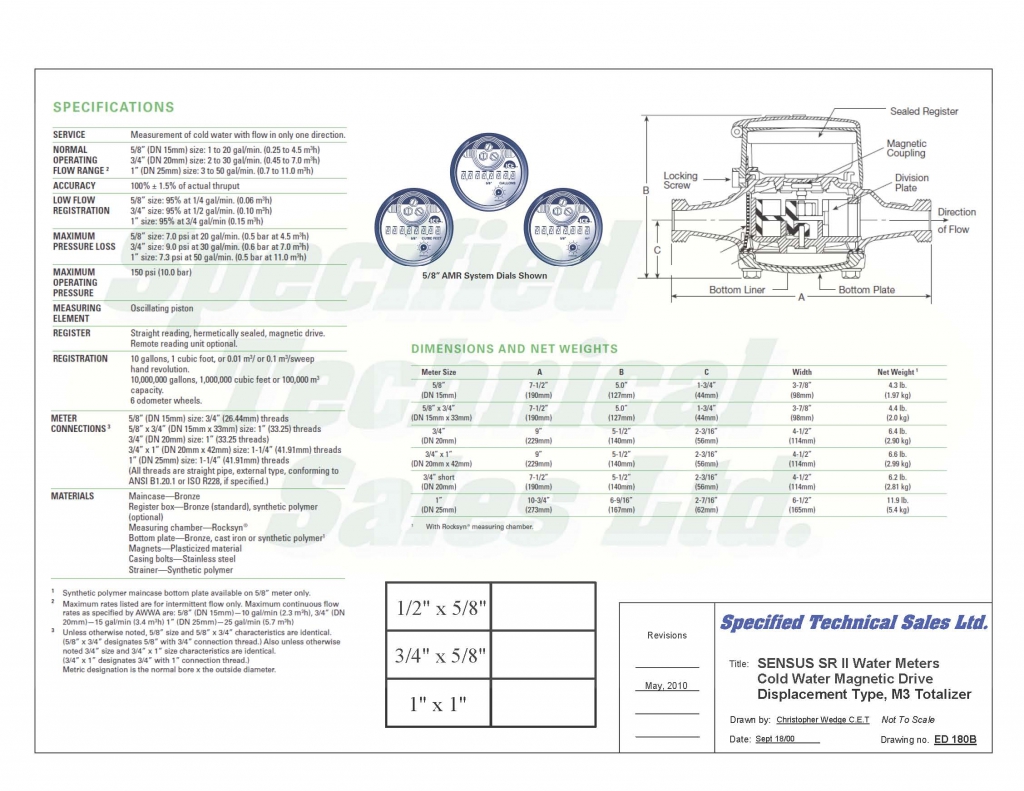 SPECIFICATIONS
SERVICE Measurement of cold water with flow in only one direction.
NORMAL OPERATING FLOW RANGE 2
5/8" (DN 15mm) size: 1 to 20 gal/min. (0.25 to 4.5 m³h)
3/4" (DN 20mm) size: 2 to 30 gal/min. (0.45 to 7.0 m³h)
1" (DN 25mm) size: 3 to 50 gal/min. (0.7 to 11.0 m³h)
ACCURACY 100% ± 1.5% of actual thruput
LOW FLOW REGISTRATION
5/8" size: 95% at 1/4 gal/min. (0.06 m³h)
3/4" size: 95% at 1/2 gal/min. (0.10 m³h)
1" size: 95% at 3/4 gal/min (0.15 m³h)
MAXIMUM PRESSURE LOSS
5/8" size: 7.0 psi at 20 gal/min. (0.5 bar at 4.5 m³h)
3/4" size: 9.0 psi at 30 gal/min. (0.6 bar at 7.0 m³h)
1" size: 7.3 psi at 50 gal/min. (0.5 bar at 11.0 m³h)
MAXIMUM OPERATING PRESSURE
150 psi (10.0 bar)
MEASURING ELEMENT
Oscillating piston
REGISTER Straight reading, hermetically sealed, magnetic drive.
Remote reading unit optional.
REGISTRATION 10 gallons, 1 cubic foot, or 0.01 m³/ or 0.1 m³/sweep
hand revolution.
10,000,000 gallons, 1,000,000 cubic feet or 100,000 m³
capacity.
6 odometer wheels.
METER CONNECTIONS 3
5/8" (DN 15mm) size: 3/4" (26.44mm) threads
5/8" x 3/4" (DN 15mm x 33mm) size: 1" (33.25) threads
3/4" (DN 20mm) size: 1" (33.25 threads)
3/4" x 1" (DN 20mm x 42mm) size: 1-1/4" (41.91mm) threads
1" (DN 25mm) size: 1-1/4" (41.91mm) threads
(All threads are straight pipe, external type, conforming to
ANSI B1.20.1 or ISO R228, if specified.)
MATERIALS Maincase—Bronze
Register box—Bronze (standard), synthetic polymer
(optional)
Measuring chamber—Rocksyn®
Bottom plate—Bronze, cast iron or synthetic polymer¹
Magnets—Plasticized material
Casing bolts—Stainless steel
Strainer—Synthetic polymer
1 Synthetic polymer maincase bottom plate available on 5/8" meter only.
2 Maximum rates listed are for intermittent flow only. Maximum continuous flow
rates as specified by AWWA are: 5/8" (DN 15mm)—10 gal/min (2.3 m³h), 3/4" (DN
20mm)—15 gal/min (3.4 m³h) 1" (DN 25mm)—25 gal/min (5.7 m³h)
3 Unless otherwise noted, 5/8" size and 5/8" x 3/4" characteristics are identical.
(5/8" x 3/4" designates 5/8" with 3/4" connection thread.) Also unless otherwise
noted 3/4" size and 3/4" x 1" size characteristics are identical.
(3/4" x 1" designates 3/4" with 1" connection thread.)
Metric designation is the normal bore x the outside diameter.
5/8" AMR System Dials Shown
Sealed Register
Magnetic Coupling
Locking Screw
Division Plate
Direction of Flow
B
C
Bottom Liner
Bottom Plate
A
DIMENSIONS AND NET WEIGHTS
Meter Size A B C Width Net Weight 1
5/8" 7-1/2" 5.0" 1-3/4" 3-7/8" 4.3 lb.
(DN 15mm) (190mm) (127mm) (44mm) (98mm) (1.97 kg)
5/8" x 3/4" 7-1/2" 5.0" 1-3/4" 3-7/8" 4.4 lb.
(DN 15mm x 33mm) (190mm) (127mm) (44mm) (98mm) (2.0 kg)
3/4" 9" 5-1/2" 2-3/16" 4-1/2" 6.4 lb.
(DN 20mm) (229mm) (140mm) (56mm) (114mm) (2.90 kg)
3/4" x 1" 9" 5-1/2" 2-3/16" 4-1/2" 6.6 lb.
(DN 20mm x 42mm) (229mm) (140mm) (56mm) (114mm) (2.99 kg)
3/4" short 7-1/2" 5-1/2" 2-3/16" 4-1/2" 6.2 lb.
(DN 20mm) (190mm) (140mm) (56mm) (114mm) (2.81 kg)
1" 10-3/4" 6-9/16" 2-7/16" 6-1/2" 11.9 lb.
(DN 25mm) (273mm) (167mm) (62mm) (165mm) (5.4 kg)
1 With Rocksyn® measuring chamber.
Specified
Technical
Sales Ltd.
1/2" x 5/8"
3/4" x 5/8"
1" x 1"
Revisions
May, 2010
Specified Technical Sales Ltd.
Title: SENSUS SR II Water Meters
Cold Water Magnetic Drive
Displacement Type, M3 Totalizer
Drawn by: Christopher Wedge C.E.T Not To Scale
Date: Sept 18/00 Drawing no. ED 180B